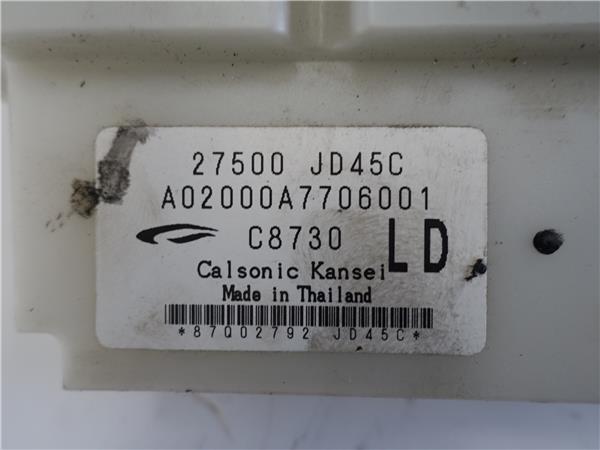 27500 JD45C
A02000A7706001
C8730 LD
Calsonic Kansei
Made in Thailand
*87Q02792 JD45C*